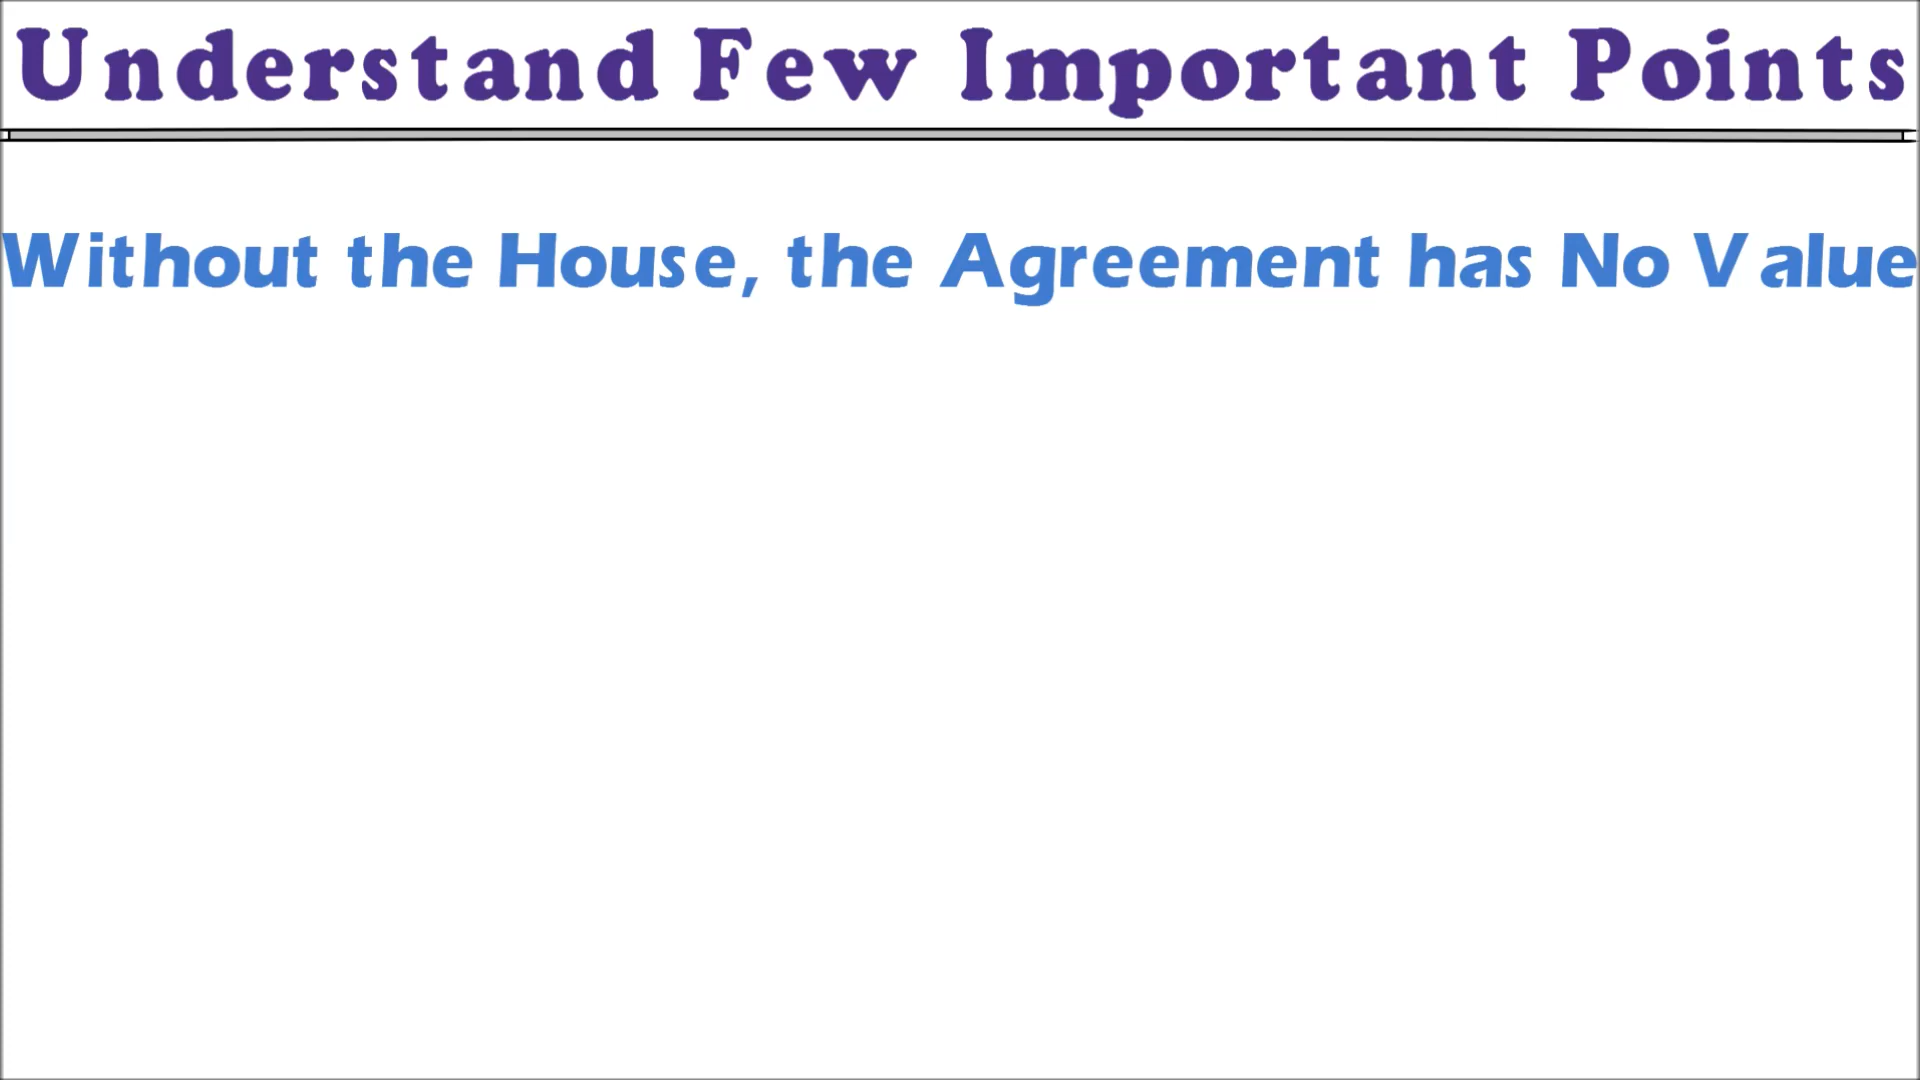 Understand Few Important Points
Without the House, the Agreement has No Value